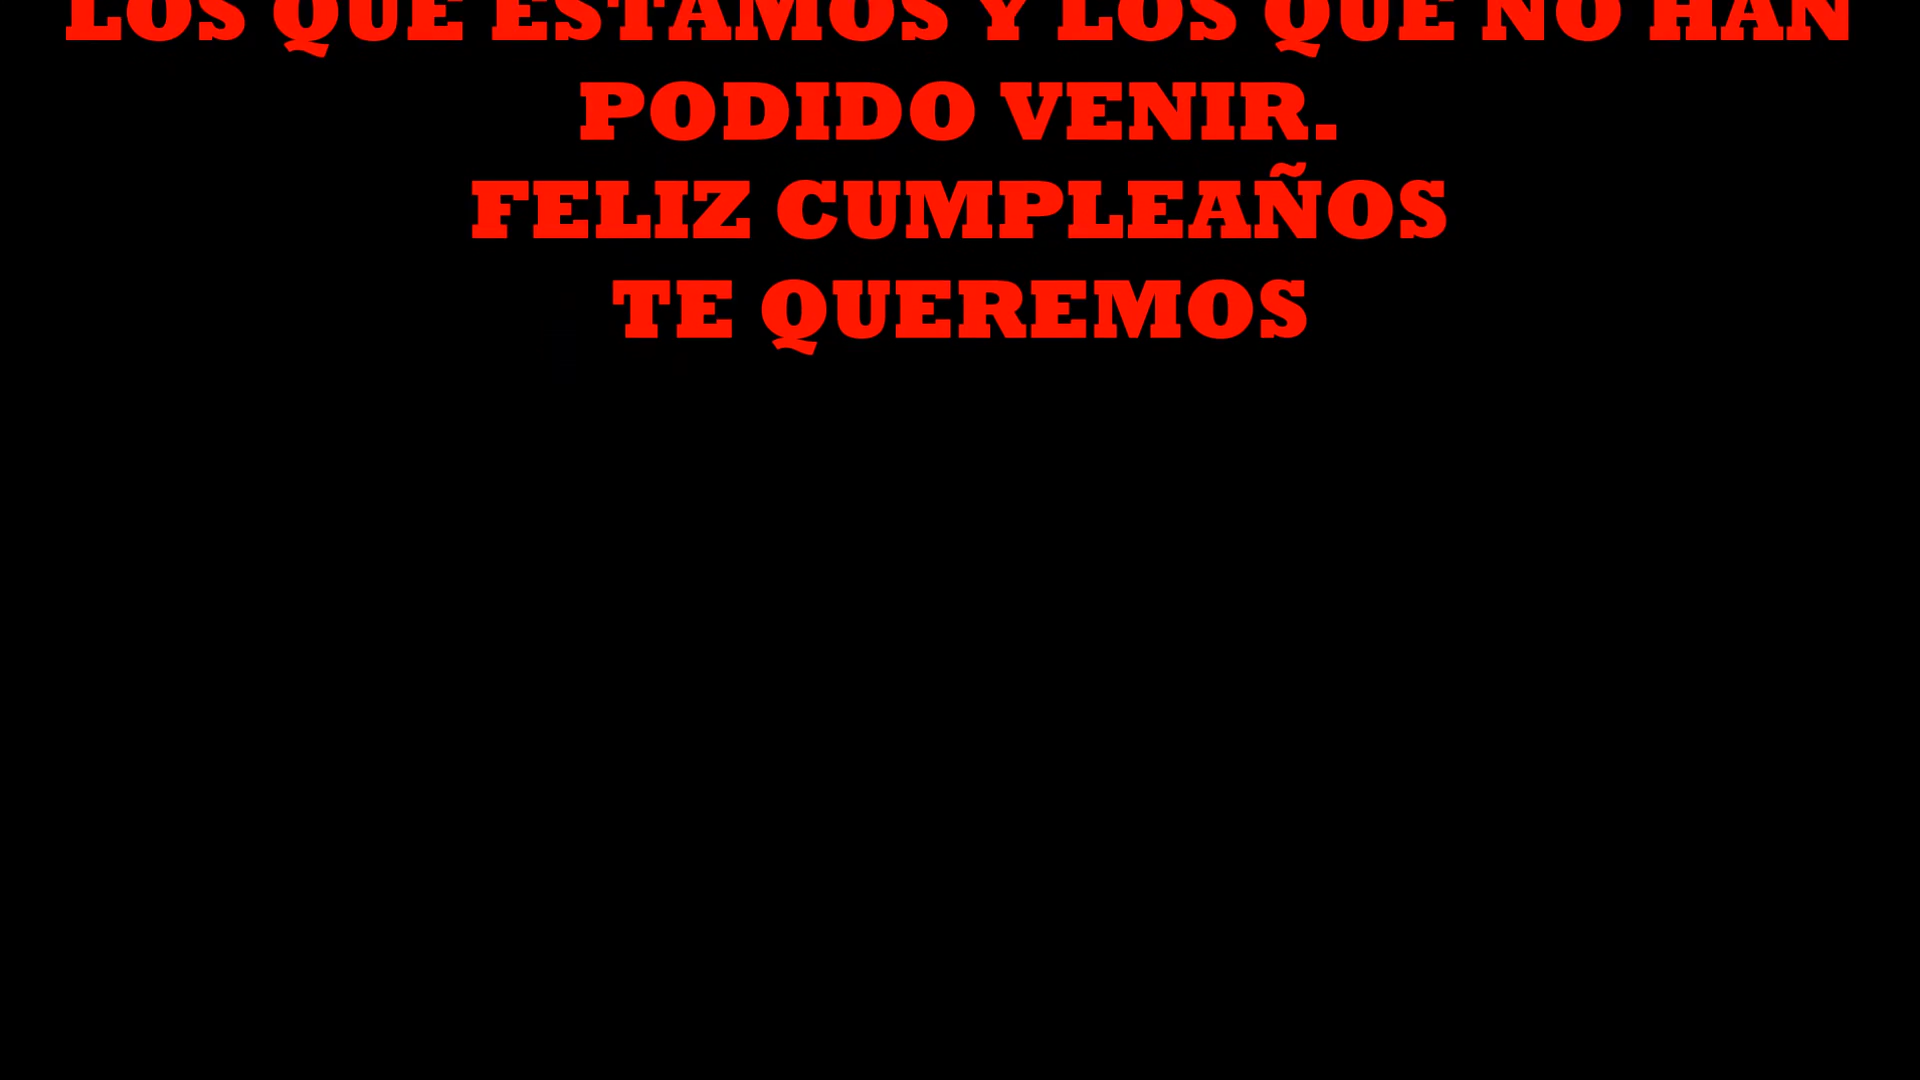 LOS QUE ESTAMOS Y LOS QUE NO HAN
PODIDO VENIR.
FELIZ CUMPLEAÑOS
TE QUEREMOS